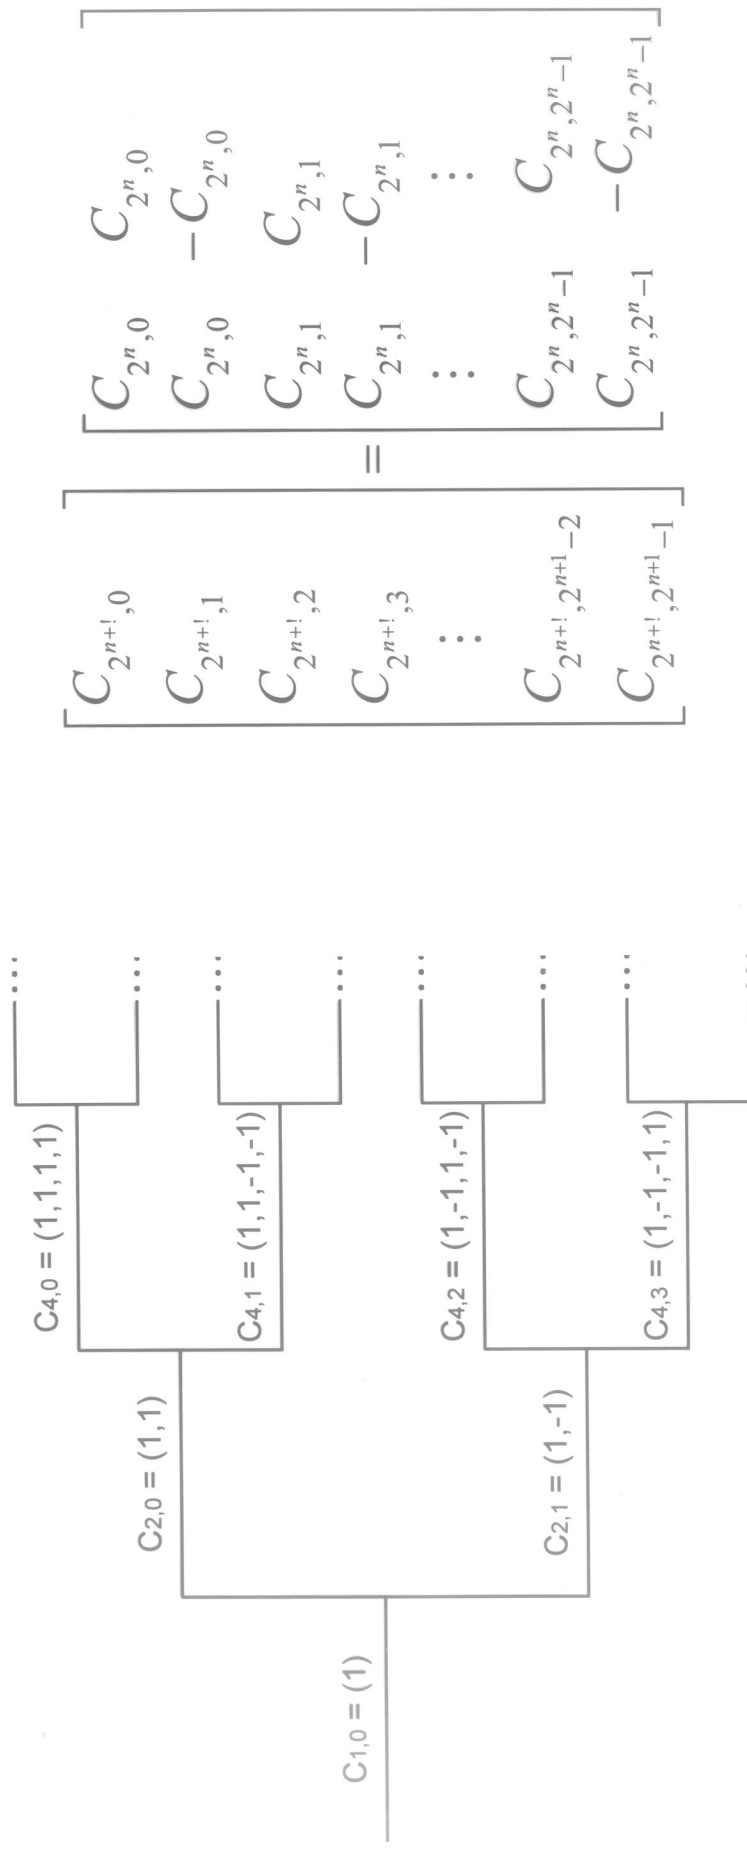 C1,0 = (1)
C2,0 = (1,1)
C2,1 = (1,-1)
C4,0 = (1,1,1,1)
C4,1 = (1,1,-1,-1)
C4,2 = (1,-1,1,-1)
C4,3 = (1,-1,-1,1)
...
...
...
...
...
...
...
...
[ C_{2^{n+!},0} ] = [ C_{2^n,0} C_{2^n,0} ]
C_{2^{n+!},1} C_{2^n,0} −C_{2^n,0}
C_{2^{n+!},2} C_{2^n,1} C_{2^n,1}
C_{2^{n+!},3} C_{2^n,1} −C_{2^n,1}
⋮ ⋮ ⋮
C_{2^{n+!},2^{n+1}−2} C_{2^n,2^n−1} C_{2^n,2^n−1}
C_{2^{n+!},2^{n+1}−1} C_{2^n,2^n−1} −C_{2^n,2^n−1}